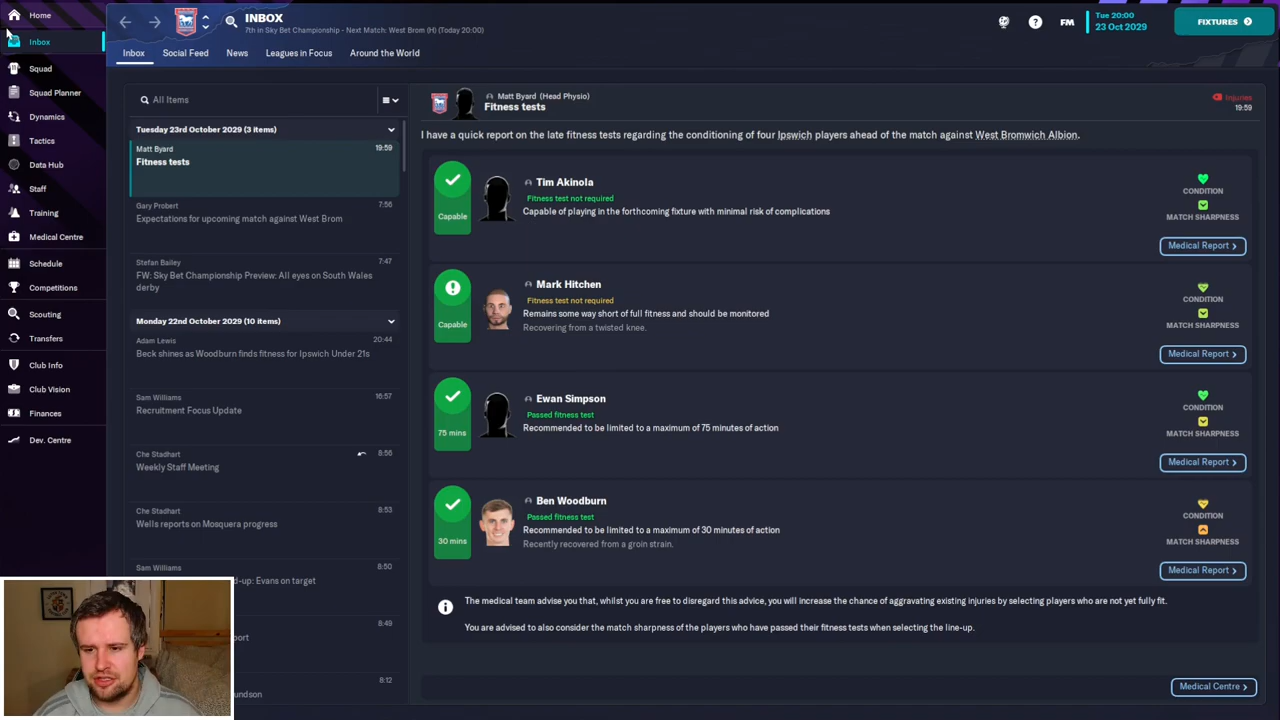 Home
Inbox
Squad
Squad Planner
Dynamics
Tactics
Data Hub
Staff
Training
Medical Centre
Schedule
Competitions
Scouting
Transfers
Club Info
Club Vision
Finances
Dev. Centre
INBOX
7th in Sky Bet Championship - Next Match: West Brom (H) (Today 20:00)
FM
Tue 20:00
23 Oct 2029
FIXTURES
Inbox Social Feed News Leagues in Focus Around the World
All Items
Tuesday 23rd October 2029 (3 items)
Matt Byard 19:59
Fitness tests
Gary Probert 7:56
Expectations for upcoming match against West Brom
Stefan Bailey 7:47
FW: Sky Bet Championship Preview: All eyes on South Wales
derby
Monday 22nd October 2029 (10 items)
Adam Lewis 20:44
Beck shines as Woodburn finds fitness for Ipswich Under 21s
Sam Williams 16:57
Recruitment Focus Update
Che Stadhart 8:56
Weekly Staff Meeting
Che Stadhart 8:53
Wells reports on Mosquera progress
Sam Williams 8:50
d-up: Evans on target
8:49
port
8:12
undson
Matt Byard (Head Physio)
Fitness tests
Injuries
19:59
I have a quick report on the late fitness tests regarding the conditioning of four Ipswich players ahead of the match against West Bromwich Albion.
Capable
Tim Akinola
Fitness test not required
Capable of playing in the forthcoming fixture with minimal risk of complications
CONDITION
MATCH SHARPNESS
Medical Report
Capable
Mark Hitchen
Fitness test not required
Remains some way short of full fitness and should be monitored
Recovering from a twisted knee.
CONDITION
MATCH SHARPNESS
Medical Report
75 mins
Ewan Simpson
Passed fitness test
Recommended to be limited to a maximum of 75 minutes of action
CONDITION
MATCH SHARPNESS
Medical Report
30 mins
Ben Woodburn
Passed fitness test
Recommended to be limited to a maximum of 30 minutes of action
Recently recovered from a groin strain.
CONDITION
MATCH SHARPNESS
Medical Report
The medical team advise you that, whilst you are free to disregard this advice, you will increase the chance of aggravating existing injuries by selecting players who are not yet fully fit.
You are advised to also consider the match sharpness of the players who have passed their fitness tests when selecting the line-up.
Medical Centre